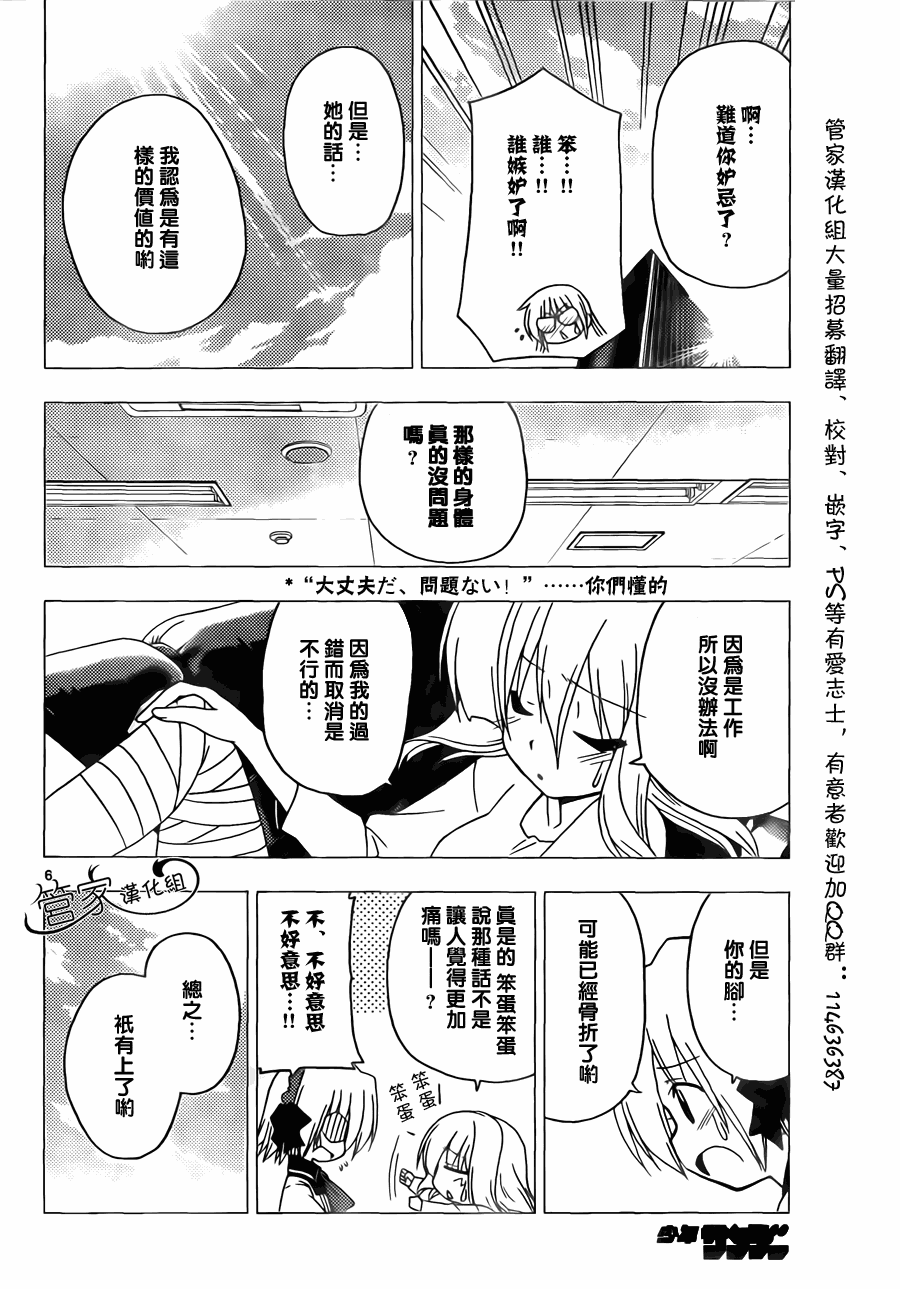 啊…
難道你妒忌了？
笨…!!
誰…!!
誰嫉妒了啊!!
但是…
她的話…
我認爲是有這
樣的價值的喲
那樣的身體
眞的沒問題
嗎？
*“大丈夫だ、問題ない！”……你們懂的
因爲是工作
所以沒辦法啊
因爲我的過
錯而取消是
不行的…
但是
你的腳…
可能已經骨折了喲
眞是的 笨蛋笨蛋
說那種話不是
讓人覺得更加
痛嗎——？
笨蛋
笨蛋
不、不好意思
不好意思…!!
總之…
衹有上了喲
6
管家漢化組
少年サンデー
管家漢化組大量招募翻譯、校對、嵌字、PS等有愛志士，有意者歡迎加QQ群：114636387